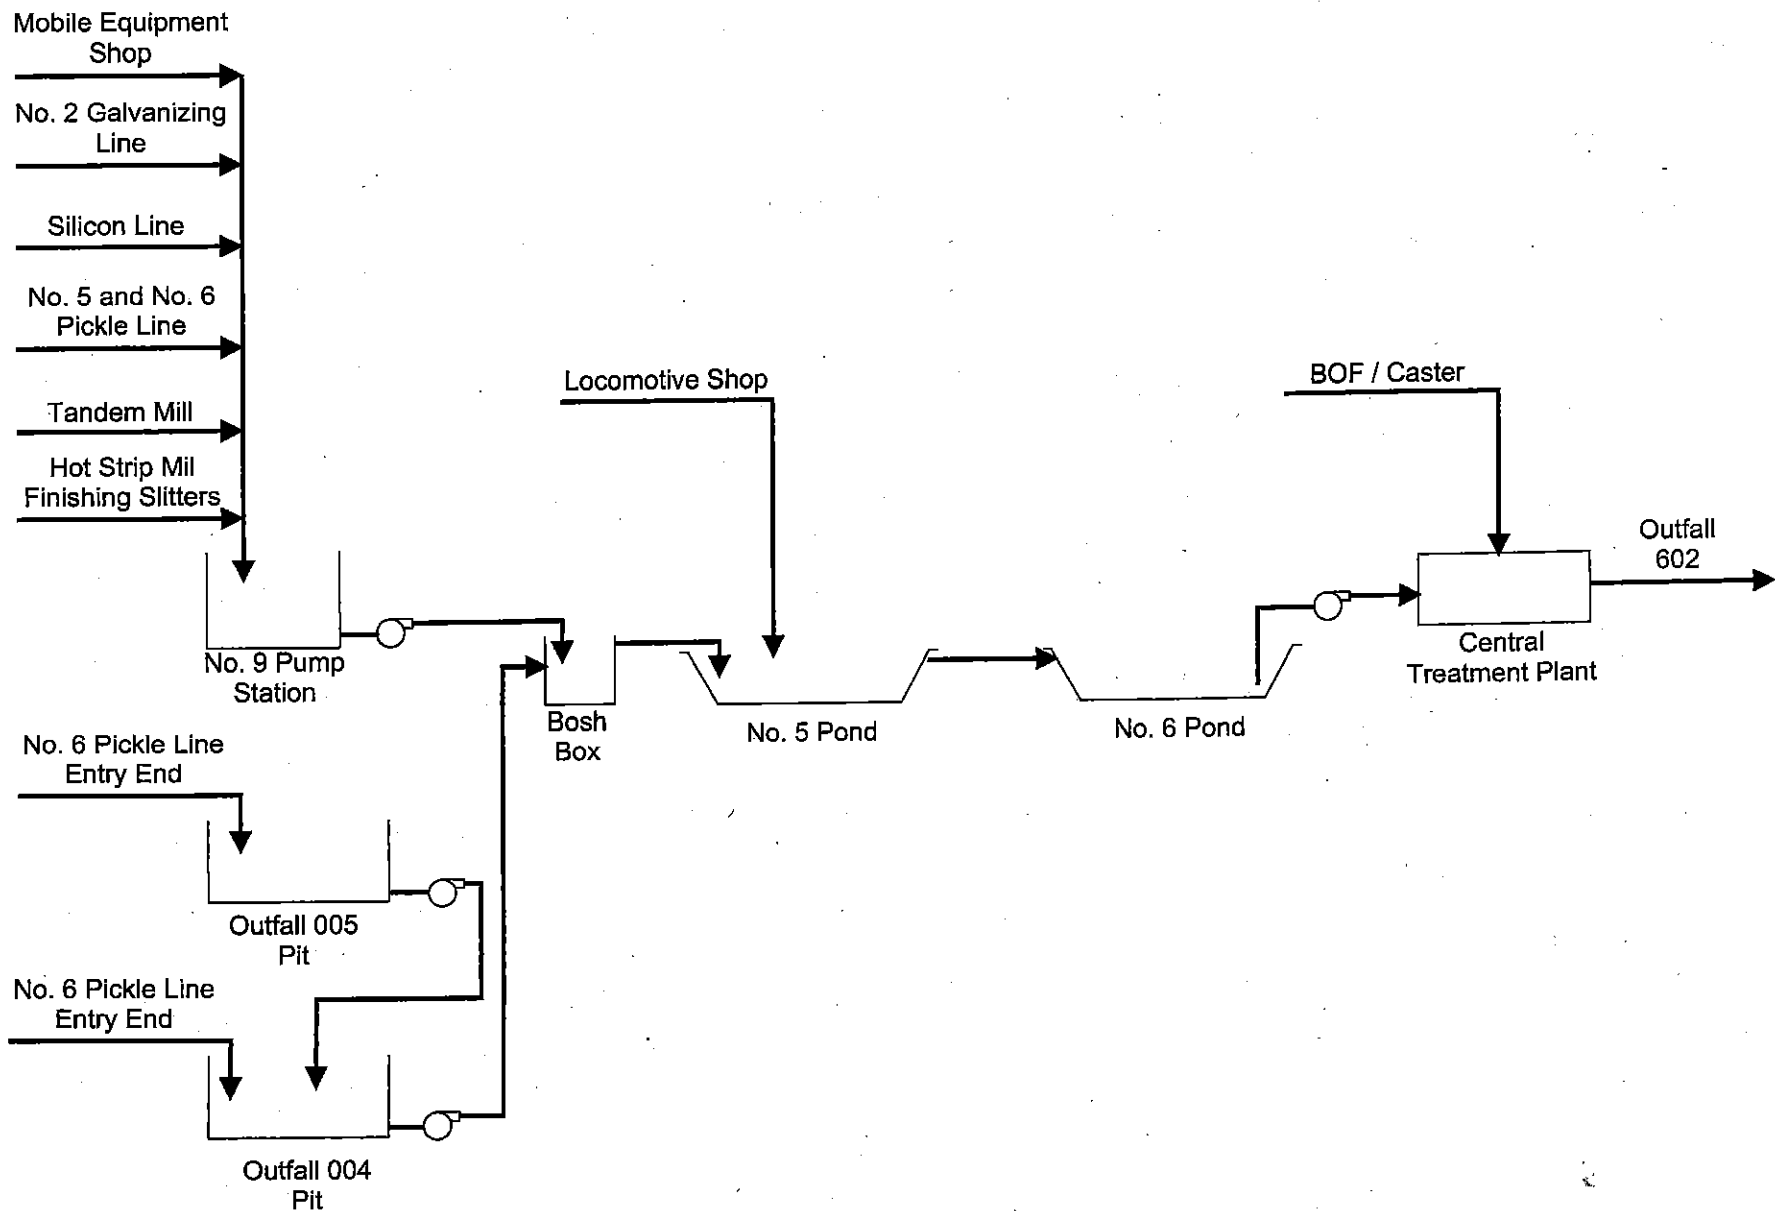 Mobile Equipment
Shop
No. 2 Galvanizing
Line
Silicon Line
No. 5 and No. 6
Pickle Line
Tandem Mill
Hot Strip Mil
Finishing Slitters
No. 9 Pump
Station
Locomotive Shop
BOF / Caster
Outfall
602
Central
Treatment Plant
Bosh
Box
No. 5 Pond
No. 6 Pond
No. 6 Pickle Line
Entry End
Outfall 005
Pit
No. 6 Pickle Line
Entry End
Outfall 004
Pit